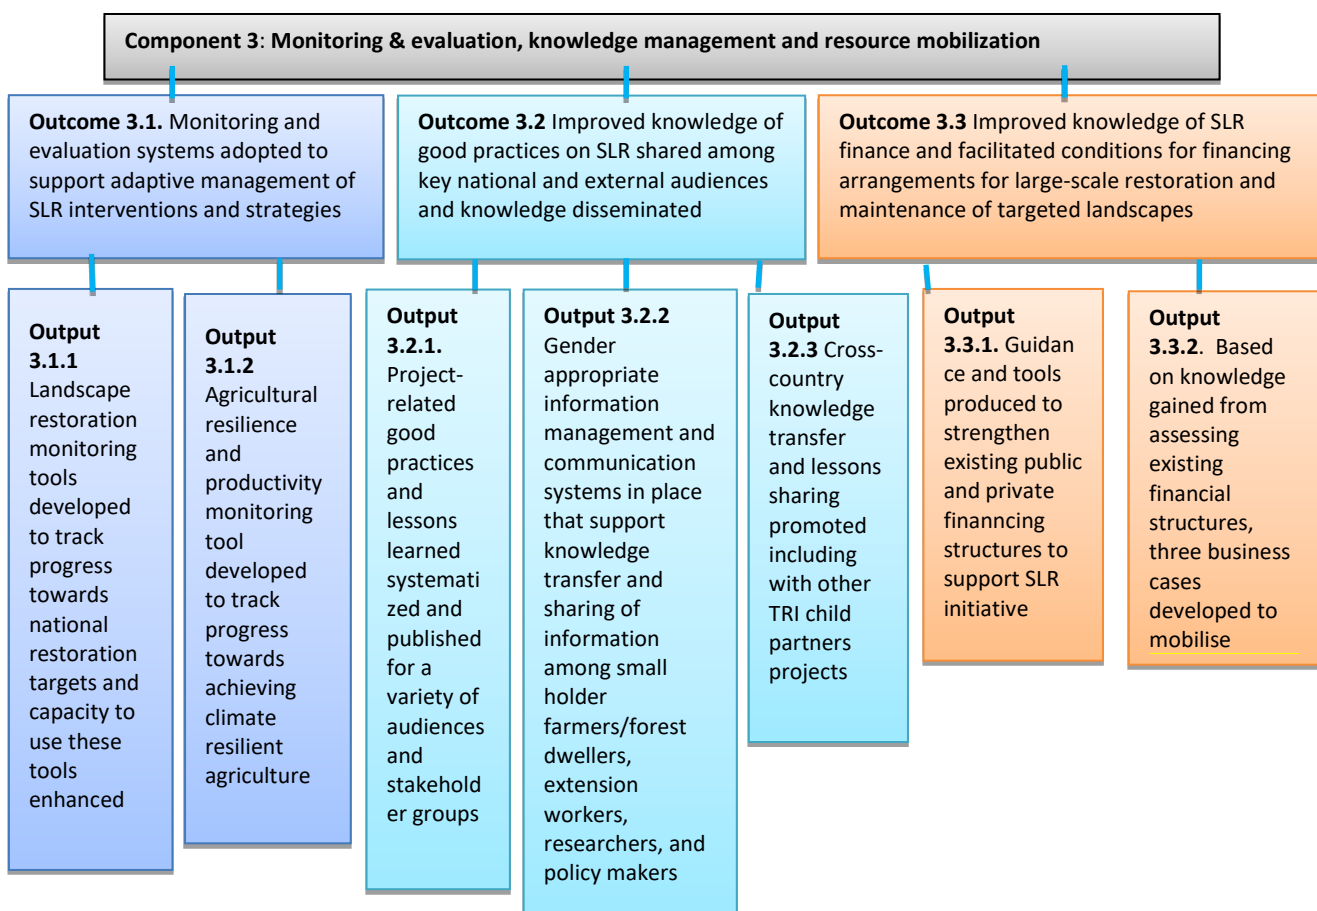 Component 3: Monitoring & evaluation, knowledge management and resource mobilization
Outcome 3.1. Monitoring and
evaluation systems adopted to
support adaptive management of
SLR interventions and strategies
Outcome 3.2 Improved knowledge of
good practices on SLR shared among
key national and external audiences
and knowledge disseminated
Outcome 3.3 Improved knowledge of SLR
finance and facilitated conditions for financing
arrangements for large-scale restoration and
maintenance of targeted landscapes
Output
3.1.1
Landscape
restoration
monitoring
tools
developed
to track
progress
towards
national
restoration
targets and
capacity to
use these
tools
enhanced
Output
3.1.2
Agricultural
resilience
and
productivity
monitoring
tool
developed
to track
progress
towards
achieving
climate
resilient
agriculture
Output
3.2.1.
Project-
related
good
practices
and
lessons
learned
systemati
zed and
published
for a
variety of
audiences
and
stakehold
er groups
Output 3.2.2
Gender
appropriate
information
management and
communication
systems in place
that support
knowledge
transfer and
sharing of
information
among small
holder
farmers/forest
dwellers,
extension
workers,
researchers, and
policy makers
Output
3.2.3 Cross-
country
knowledge
transfer
and lessons
sharing
promoted
including
with other
TRI child
partners
projects
Output
3.3.1. Guidan
ce and tools
produced to
strengthen
existing public
and private
financing
structures to
support SLR
initiative
Output
3.3.2. Based
on knowledge
gained from
assessing
existing
financial
structures,
three business
cases
developed to
mobilise